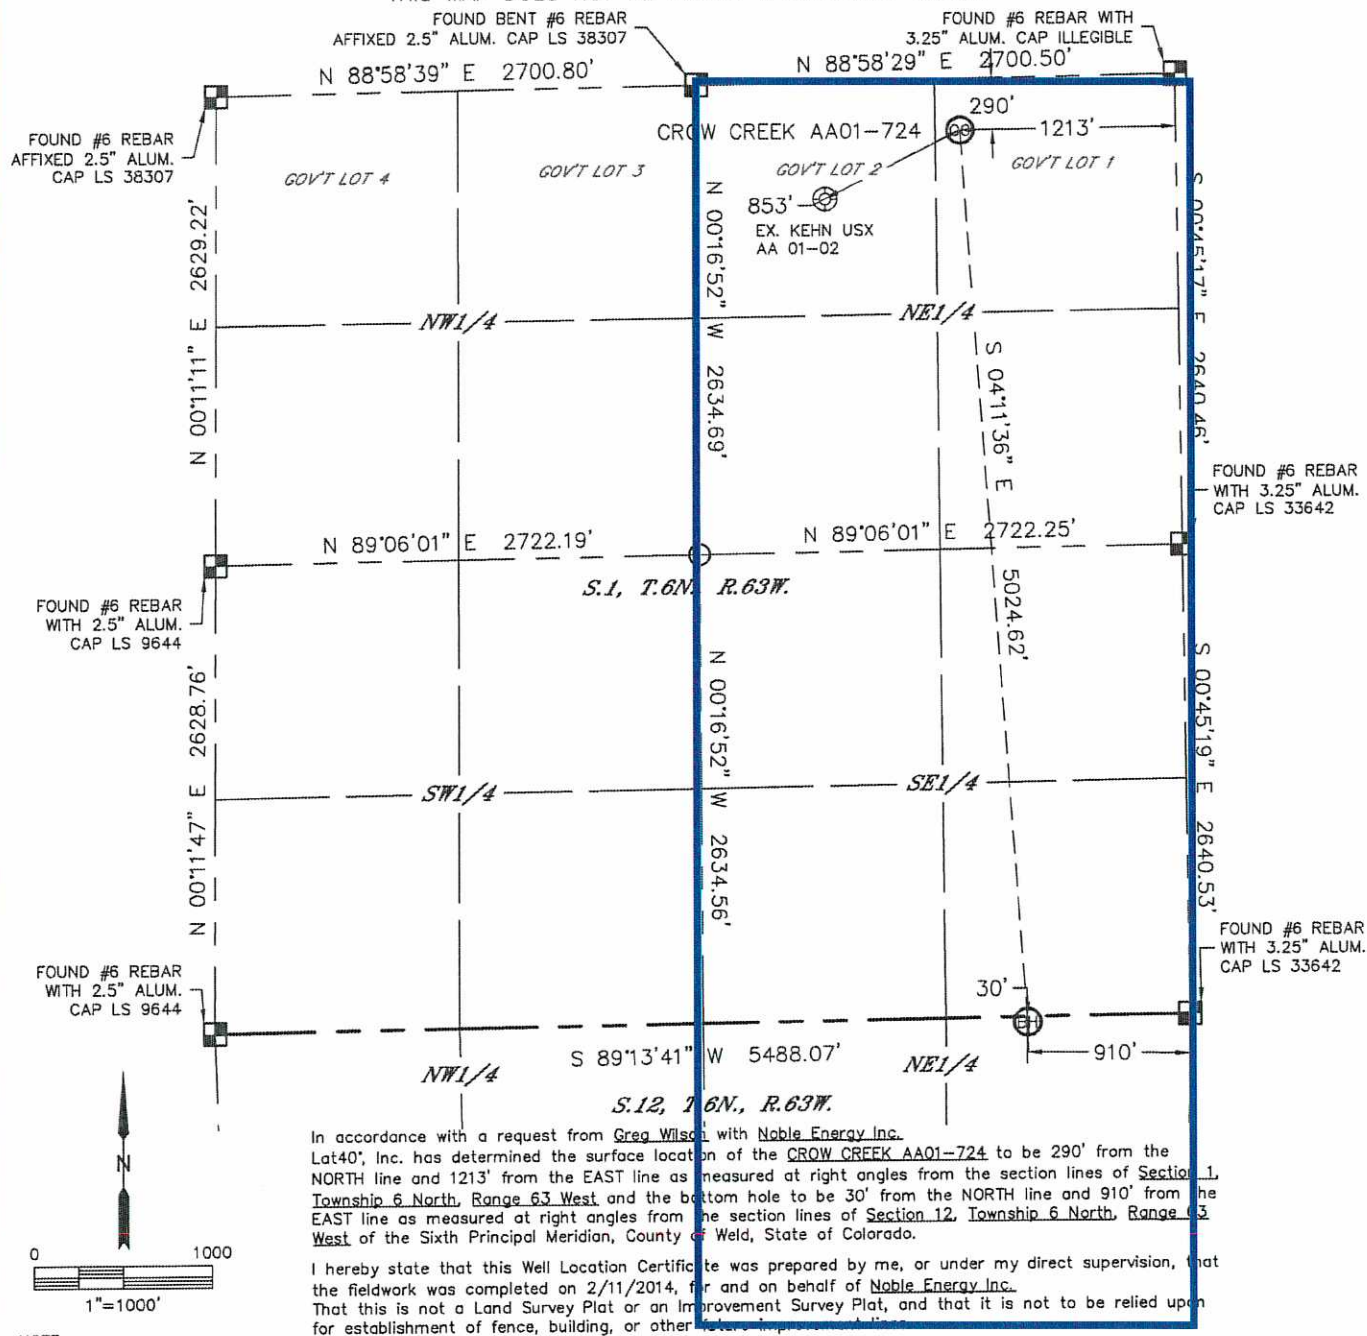 FOUND BENT #6 REBAR
AFFIXED 2.5" ALUM. CAP LS 38307
FOUND #6 REBAR WITH
3.25" ALUM. CAP ILLEGIBLE
N 88°58'39" E 2700.80'
N 88°58'29" E 2700.50'
FOUND #6 REBAR
AFFIXED 2.5" ALUM.
CAP LS 38307
290'
CROW CREEK AA01-724
1213'
GOV'T LOT 4
GOV'T LOT 3
GOV'T LOT 2
GOV'T LOT 1
853'
EX. KEHN USX
AA 01-02
N 00°11'11" E 2629.22'
N 00°16'52" W 2634.69'
S 00°45'17" E 2640.46'
NW1/4
NE1/4
S 04°11'36" E 5024.62'
FOUND #6 REBAR
WITH 3.25" ALUM.
CAP LS 33642
N 89°06'01" E 2722.19'
N 89°06'01" E 2722.25'
S.1, T.6N. R.63W.
FOUND #6 REBAR
WITH 2.5" ALUM.
CAP LS 9644
N 00°11'47" E 2628.76'
N 00°16'52" W 2634.56'
S 00°45'19" E 2640.53'
SW1/4
SE1/4
FOUND #6 REBAR
WITH 3.25" ALUM.
CAP LS 33642
FOUND #6 REBAR
WITH 2.5" ALUM.
CAP LS 9644
30'
BH
910'
S 89°13'41" W 5488.07'
NW1/4
NE1/4
S.12, T.6N., R.63W.
N
0 1000
1"=1000'
In accordance with a request from Greg Wilson with Noble Energy Inc.
Lat40°, Inc. has determined the surface location of the CROW CREEK AA01-724 to be 290' from the
NORTH line and 1213' from the EAST line as measured at right angles from the section lines of Section 1,
Township 6 North, Range 63 West and the bottom hole to be 30' from the NORTH line and 910' from the
EAST line as measured at right angles from the section lines of Section 12, Township 6 North, Range 63
West of the Sixth Principal Meridian, County of Weld, State of Colorado.
I hereby state that this Well Location Certificate was prepared by me, or under my direct supervision, that
the fieldwork was completed on 2/11/2014, for and on behalf of Noble Energy Inc.
That this is not a Land Survey Plat or an Improvement Survey Plat, and that it is not to be relied upon
for establishment of fence, building, or other future improvement lines.